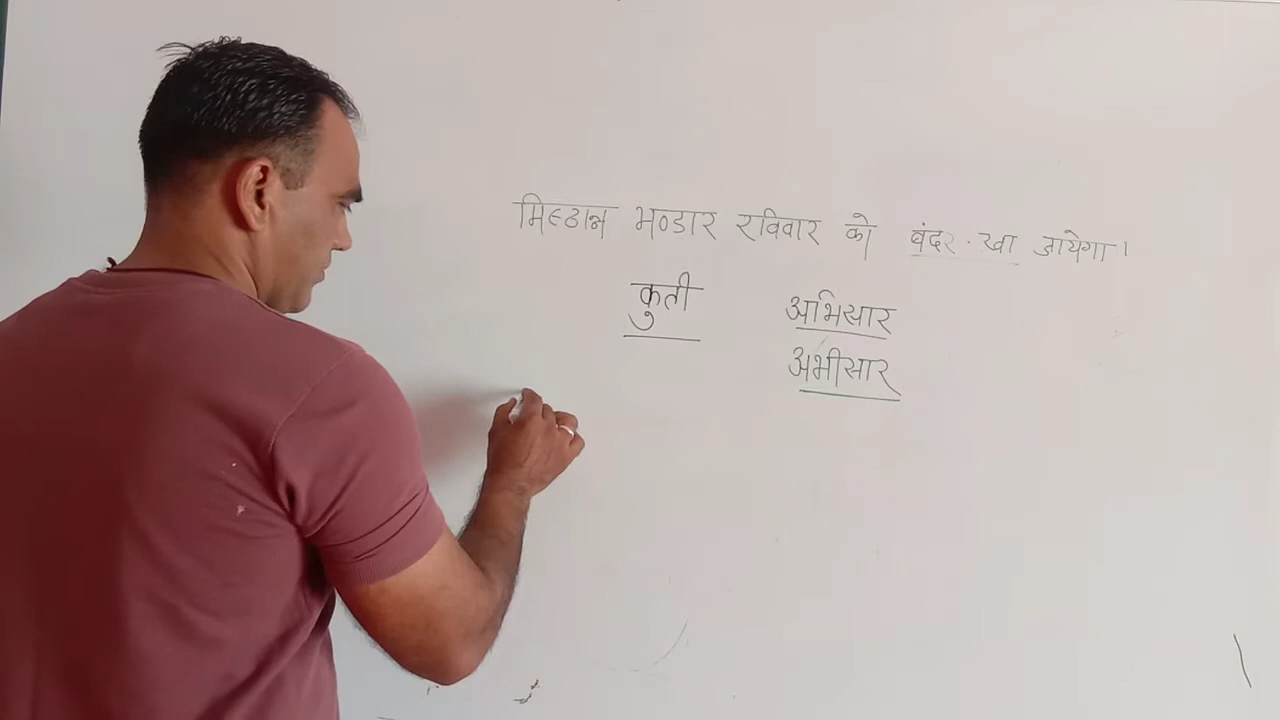 मिष्ठान्न भण्डार रविवार को बंदर खा जायेगा।
कुती अभिसार
अभीसार